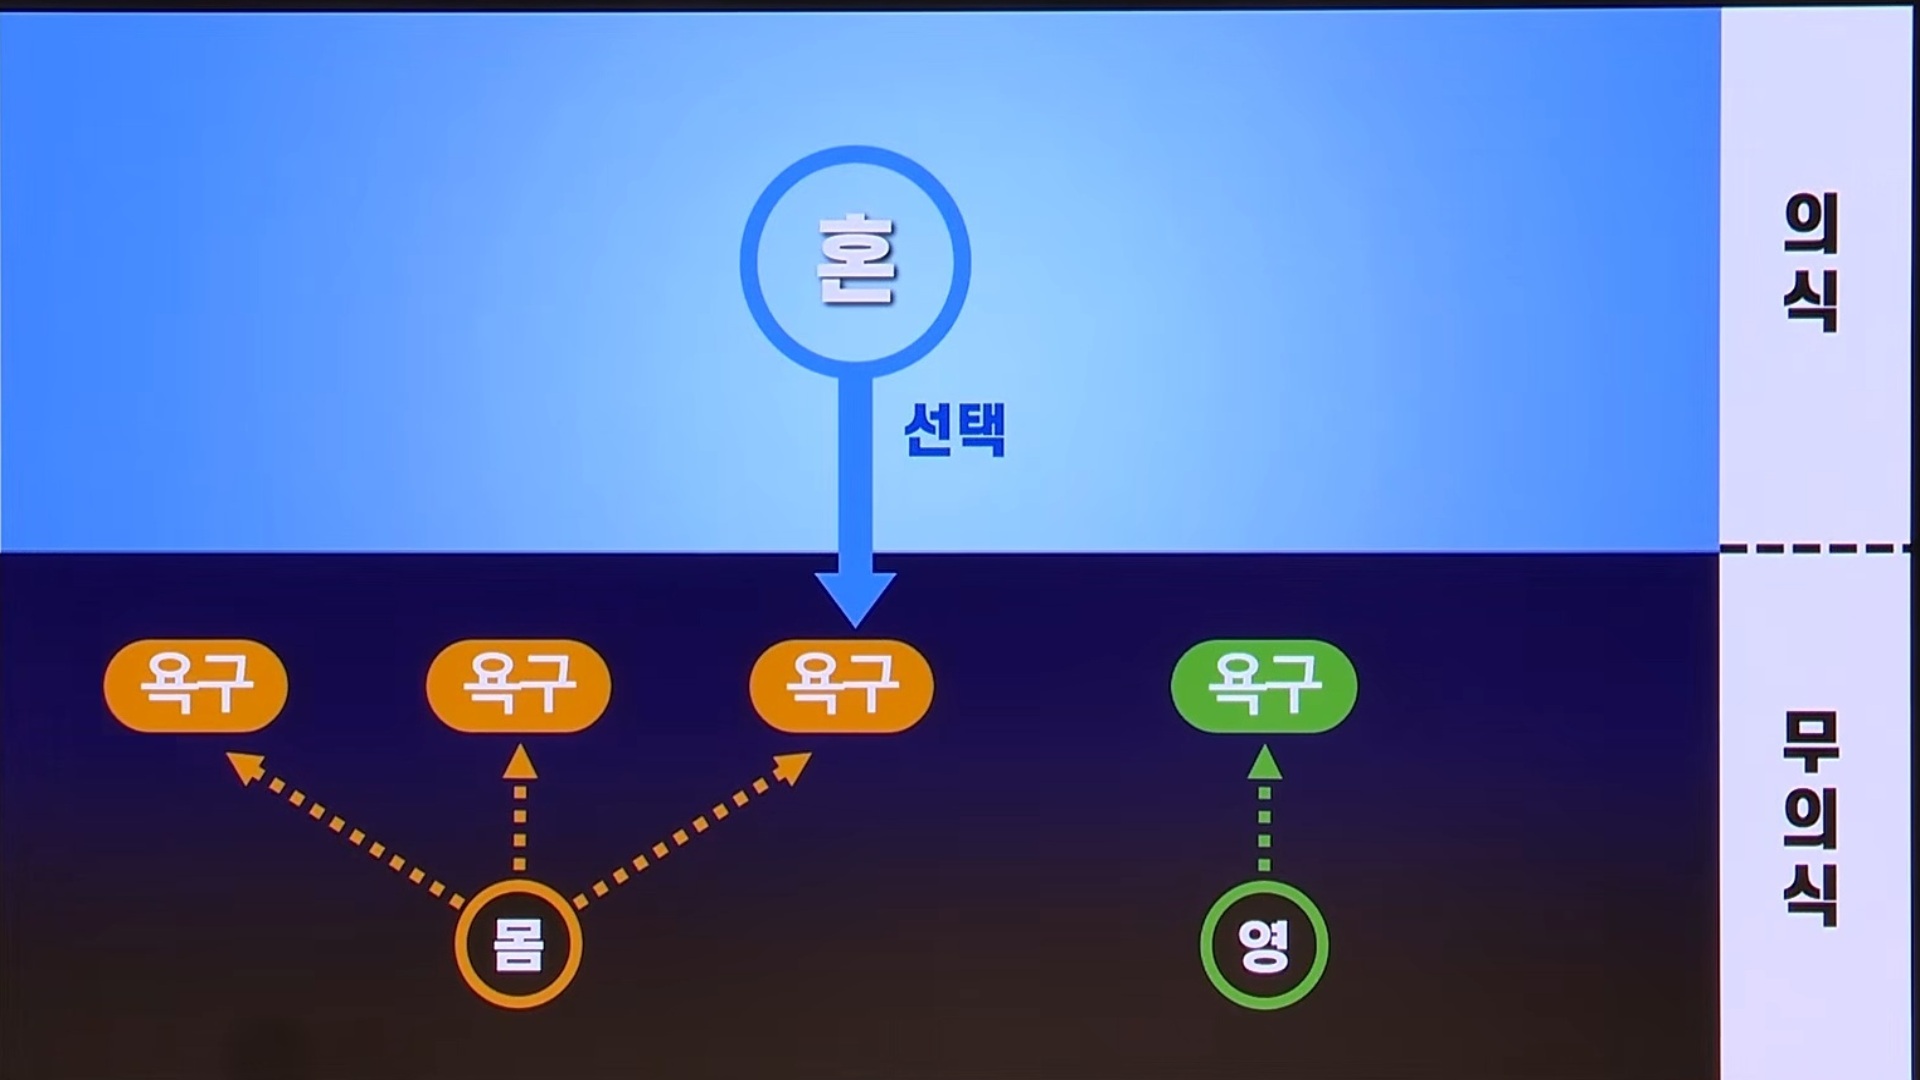 혼
선택
의식
욕구 욕구 욕구 욕구
몸 영
무의식